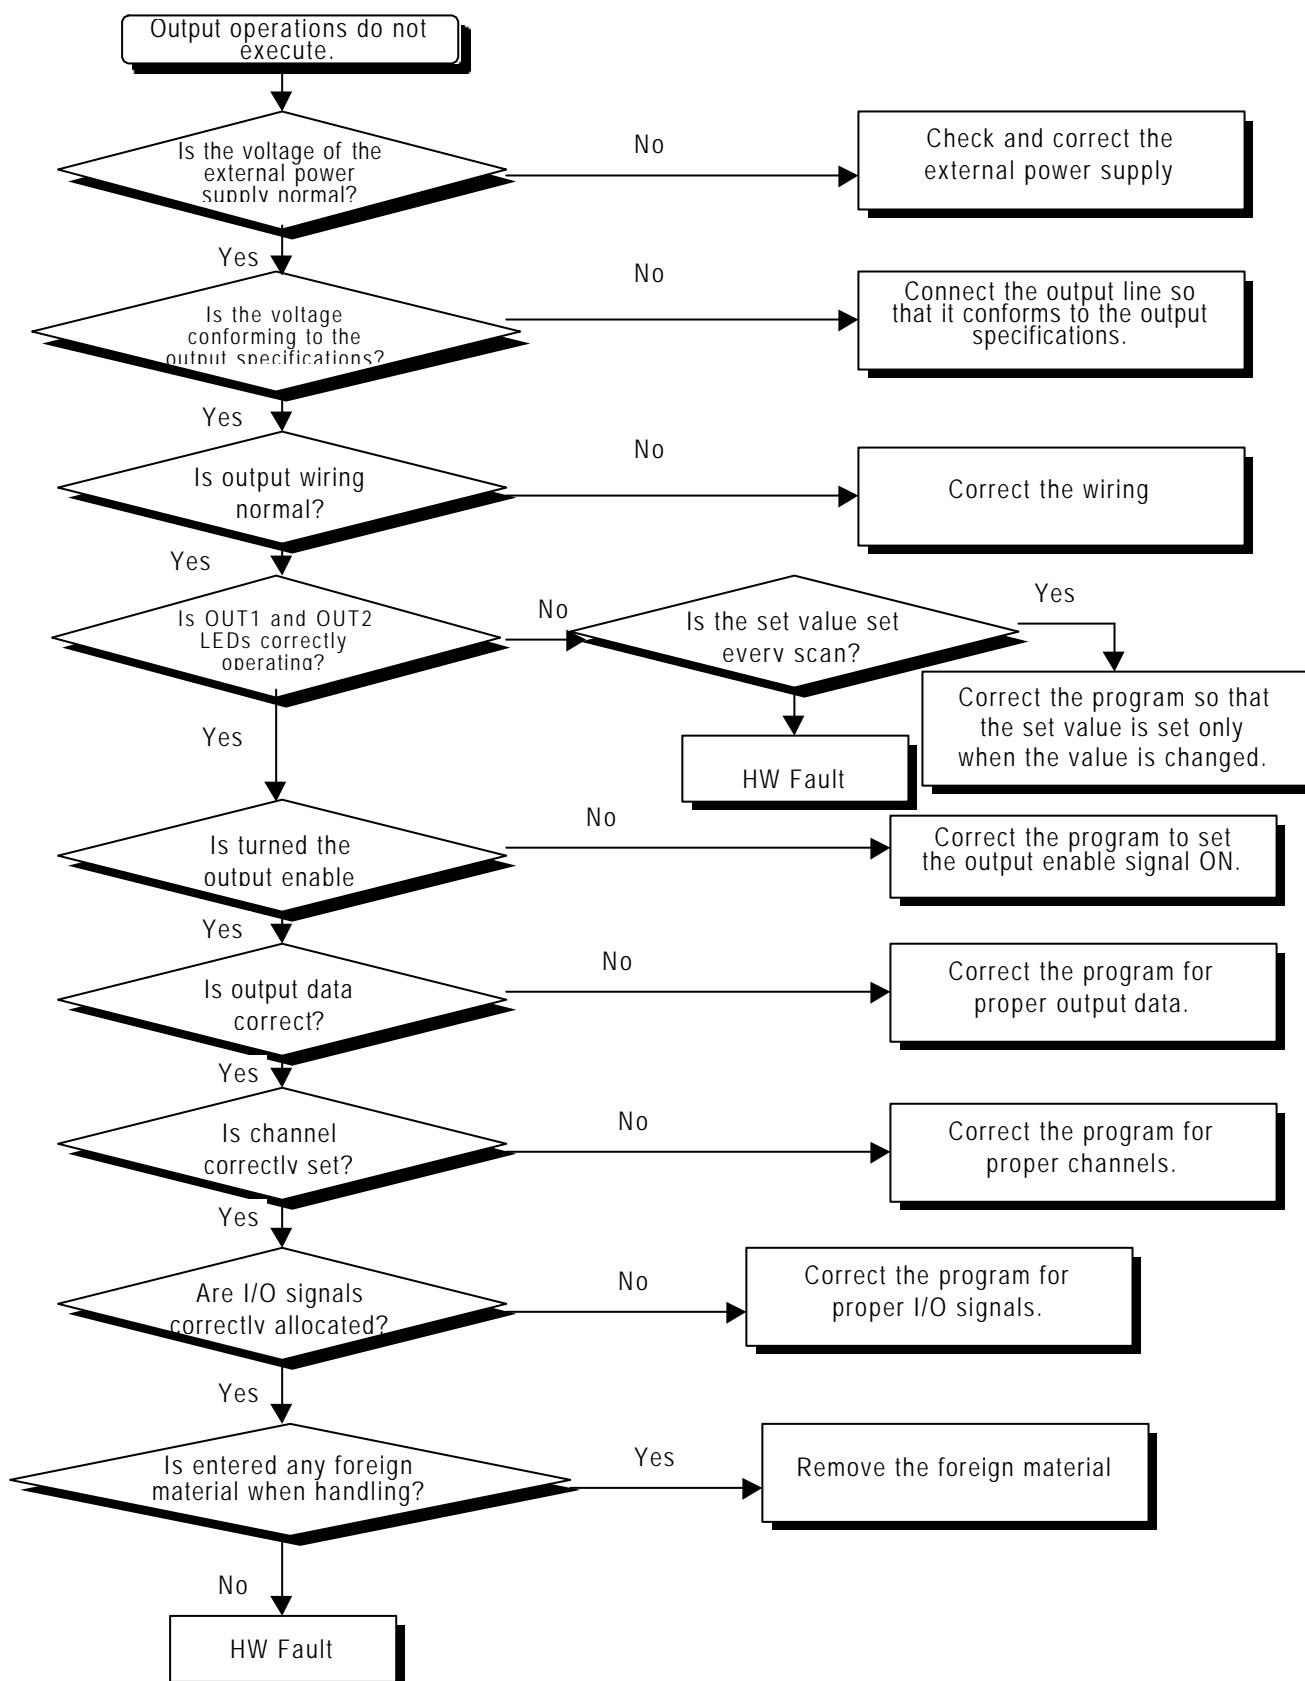 Output operations do not
execute.
Is the voltage of the
external power
supply normal?
No
Check and correct the
external power supply
Yes
Is the voltage
conforming to the
output specifications?
No
Connect the output line so
that it conforms to the output
specifications.
Yes
Is output wiring
normal?
No
Correct the wiring
Yes
Is OUT1 and OUT2
LEDs correctly
operating?
No
Is the set value set
every scan?
Yes
Correct the program so that
the set value is set only
when the value is changed.
HW Fault
Yes
Is turned the
output enable
No
Correct the program to set
the output enable signal ON.
Yes
Is output data
correct?
No
Correct the program for
proper output data.
Yes
Is channel
correctly set?
No
Correct the program for
proper channels.
Yes
Are I/O signals
correctly allocated?
No
Correct the program for
proper I/O signals.
Yes
Is entered any foreign
material when handling?
Yes
Remove the foreign material
No
HW Fault